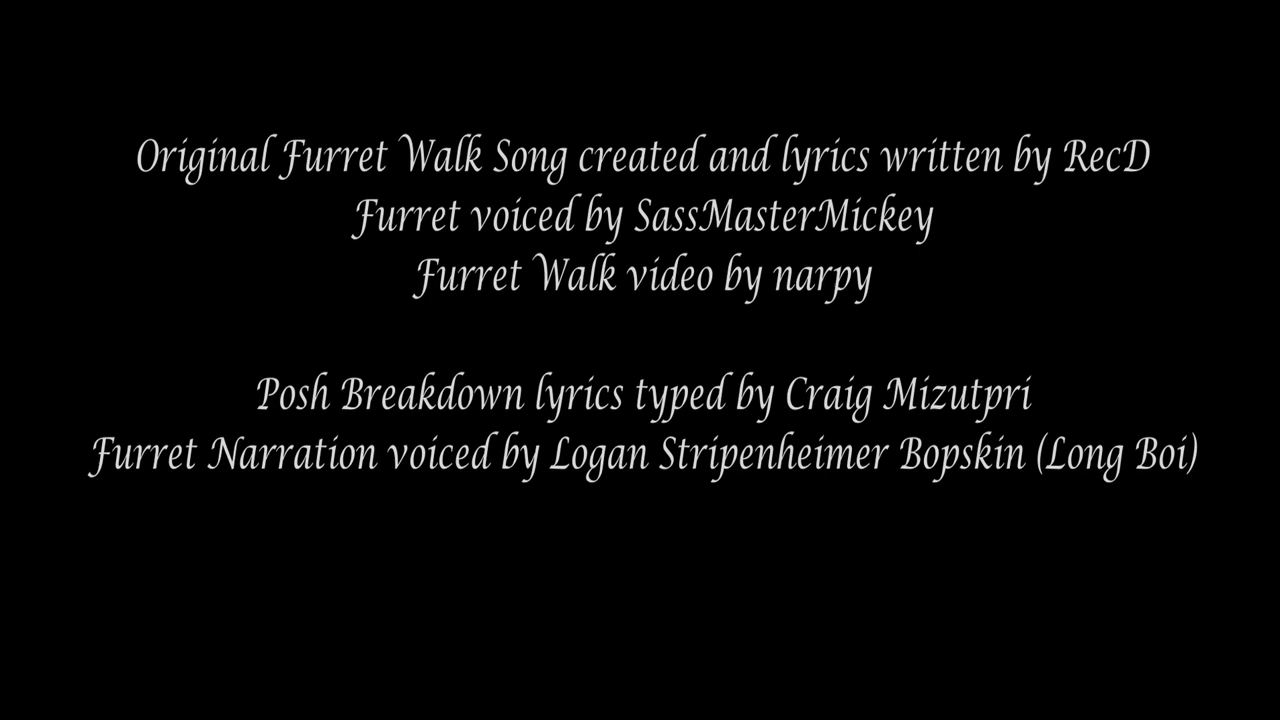 Original Furret Walk Song created and lyrics written by RecD
Furret voiced by SassMasterMickey
Furret Walk video by narpy
Posh Breakdown lyrics typed by Craig Mizutpri
Furret Narration voiced by Logan Stripenheimer Bopskin (Long Boi)